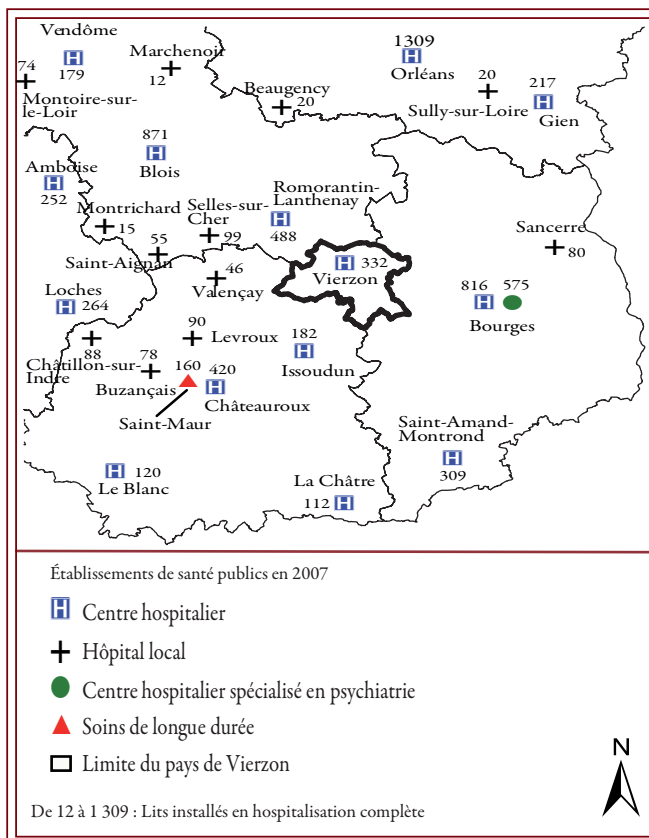 Vendôme
179
Marchenoir
12
74
Montoire-sur-
le-Loir
Beaugency
20
1309
Orléans
20
Sully-sur-Loire
217
Gien
871
Blois
Amboise
252
Montrichard
15
Selles-sur-
Cher
99
Romorantin-
Lanthenay
488
55
Saint-Aignan
46
Valençay
332
Vierzon
Sancerre
80
816
575
Bourges
Loches
264
88
Châtillon-sur-
Indre
90
Levroux
78
Buzançais
160
Saint-Maur
420
Châteauroux
182
Issoudun
Saint-Amand-
Montrond
309
120
Le Blanc
La Châtre
112
Établissements de santé publics en 2007
H Centre hospitalier
Hôpital local
Centre hospitalier spécialisé en psychiatrie
Soins de longue durée
Limite du pays de Vierzon
N
De 12 à 1 309 : Lits installés en hospitalisation complète